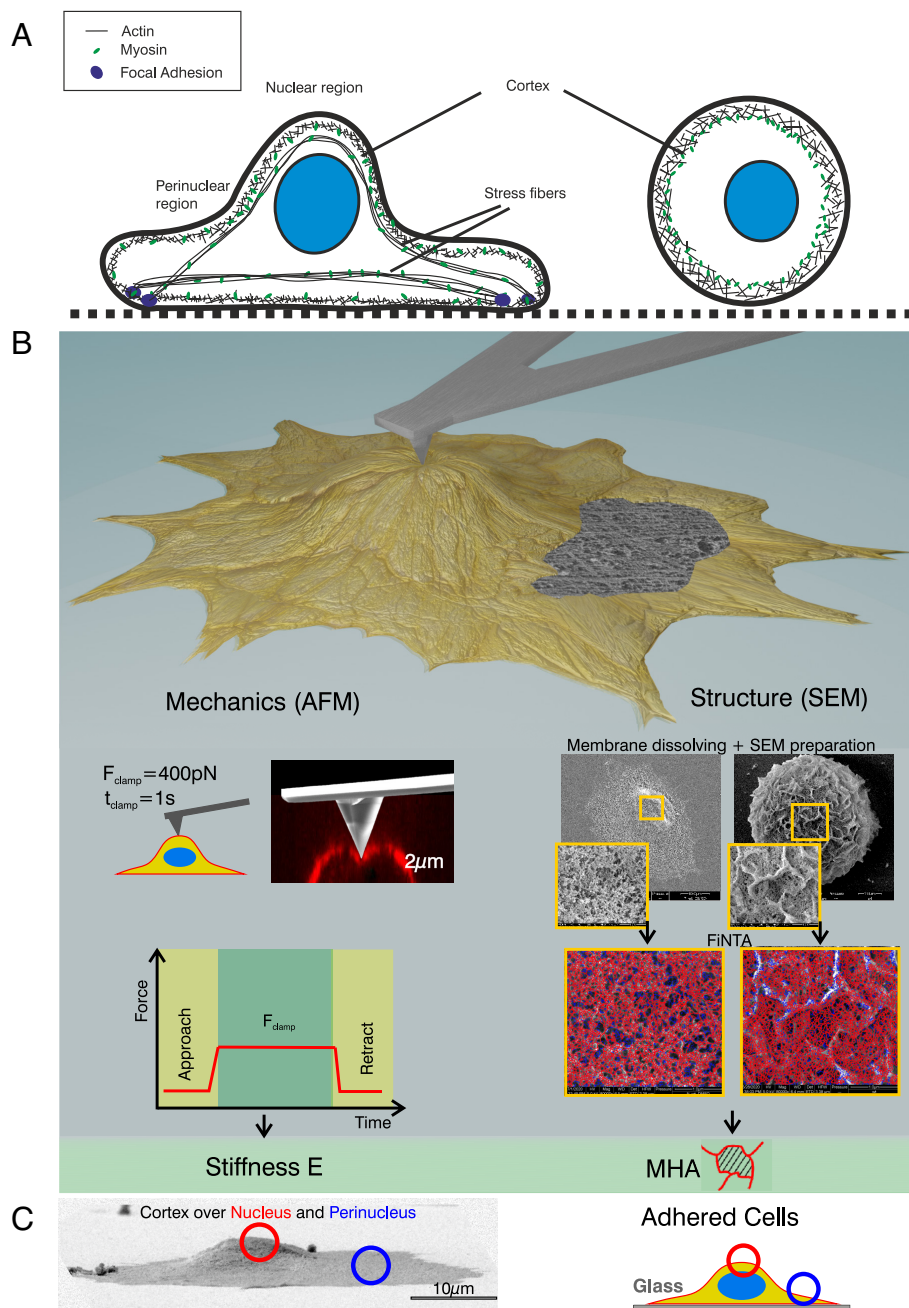 A
Actin
Myosin
Focal Adhesion
Nuclear region
Cortex
Perinuclear
region
Stress fibers
B
Mechanics (AFM)
Structure (SEM)
Membrane dissolving + SEM preparation
Fclamp=400pN
tclamp=1s
2µm
FiNTA
Force
Approach
Fclamp
Retract
Time
Stiffness E
MHA
C
Cortex over Nucleus and Perinucleus
10µm
Adhered Cells
Glass